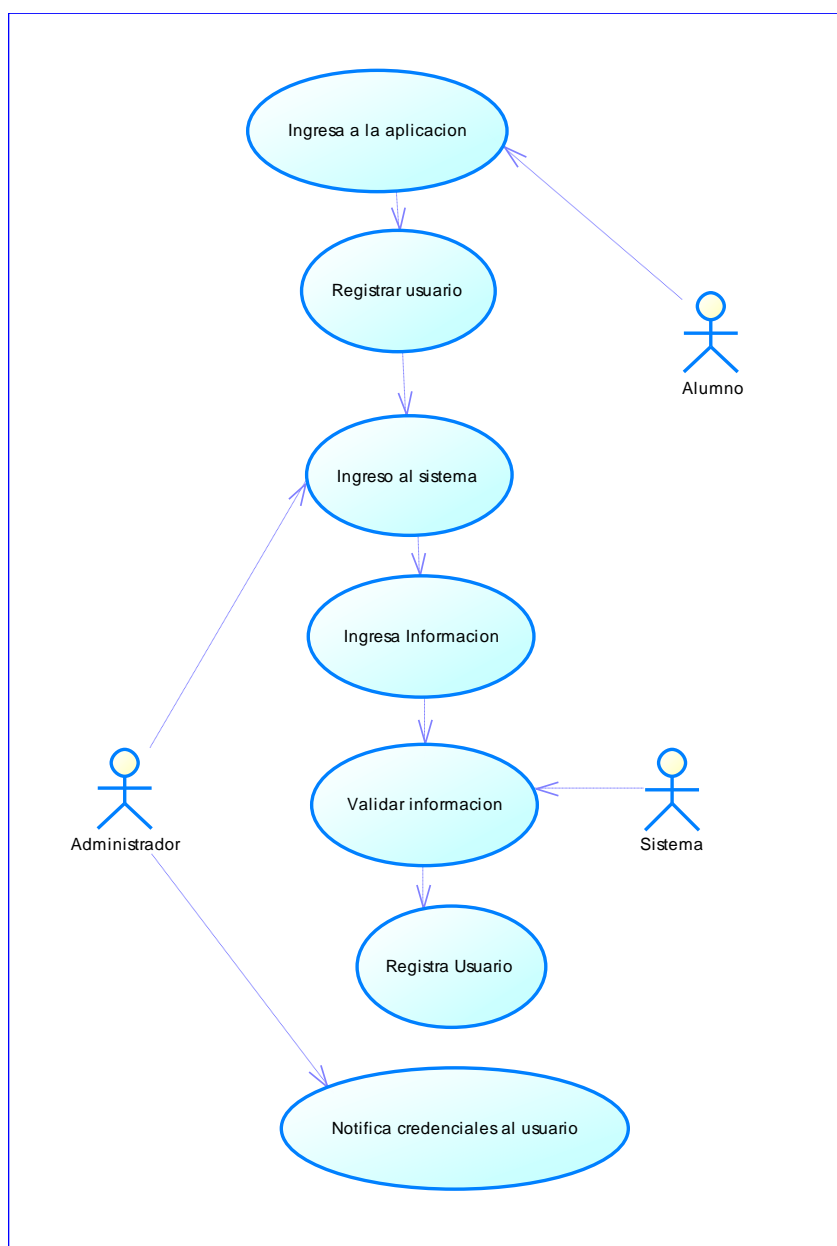 Ingresa a la aplicacion
Registrar usuario
Alumno
Ingreso al sistema
Ingresa Informacion
Validar informacion
Administrador
Sistema
Registra Usuario
Notifica credenciales al usuario